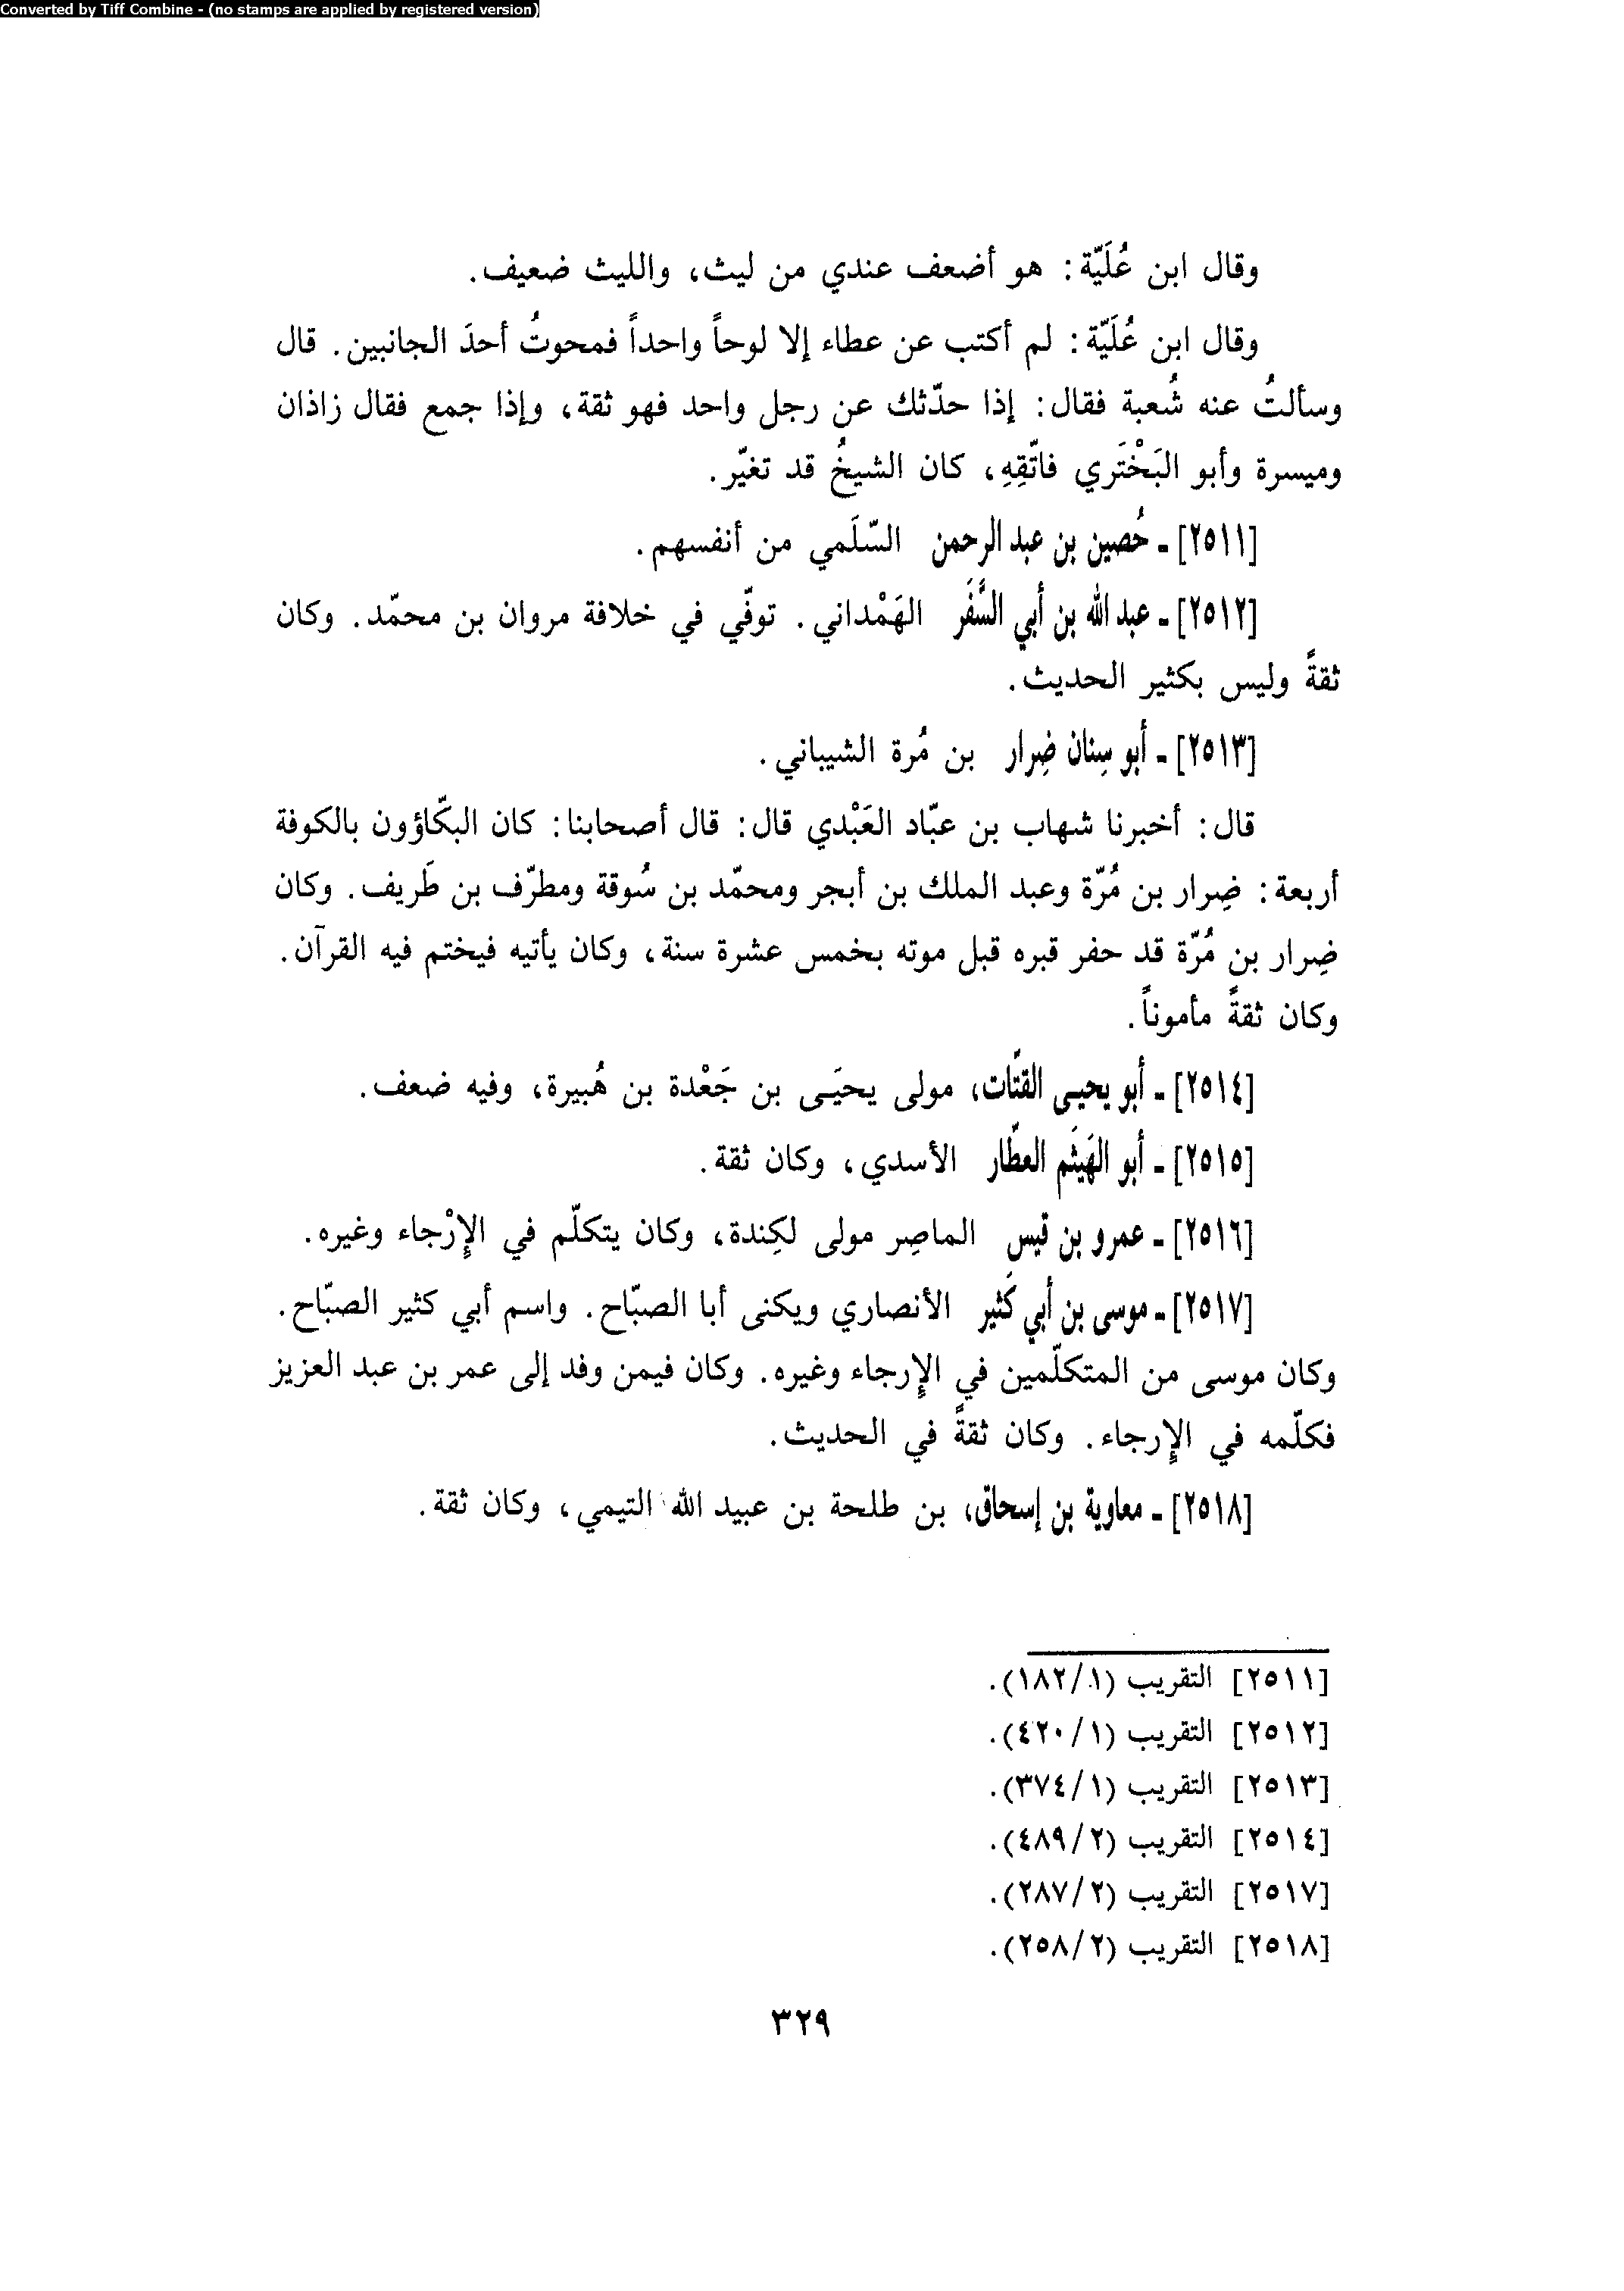 Converted by Tiff Combine - (no stamps are applied by registered version)
وقال ابن عُلَيّة: هو أضعف عندي من ليث، والليث ضعيف.
وقال ابن عُلَيّة: لم أكتب عن عطاء إلا لوحاً واحداً فمحوتُ أحدَ الجانبين. قال
وسألتُ عنه شُعبة فقال: إذا حدّثك عن رجل واحد فهو ثقة، وإذا جمع فقال زاذان
وميسرة وأبو البَخْتَري فاتّقِهِ، كان الشيخُ قد تغيّر.
[٢٥١١] ـ حُصين بن عبد الرحمن السّلَمي من أنفسهم.
[٢٥١٢] ـ عبد الله بن أبي السَّفَر الهَمْداني. توفّي في خلافة مروان بن محمّد. وكان
ثقةً وليس بكثير الحديث.
[٢٥١٣] ـ أبو سِنان ضِرار بن مُرة الشيباني.
قال: أخبرنا شهاب بن عبّاد العَبْدي قال: قال أصحابنا: كان البكّاؤون بالكوفة
أربعة: ضِرار بن مُرّة وعبد الملك بن أبجر ومحمّد بن سُوقة ومطرّف بن طَريف. وكان
ضِرار بن مُرّة قد حفر قبره قبل موته بخمس عشرة سنة، وكان يأتيه فيختم فيه القرآن.
وكان ثقةً مأموناً.
[٢٥١٤] ـ أبو يحيى القتّات، مولى يحيَى بن جَعْدة بن هُبيرة، وفيه ضعف.
[٢٥١٥] ـ أبو الهَيثَم العطّار الأسدي، وكان ثقة.
[٢٥١٦] ـ عمرو بن قيس الماصِر مولى لكِندة، وكان يتكلّم في الإرْجاء وغيره.
[٢٥١٧] ـ موسى بن أبي كَثير الأنصاري ويكنى أبا الصبّاح. واسم أبي كثير الصبّاح.
وكان موسى من المتكلّمين في الإرجاء وغيره. وكان فيمن وفد إلى عمر بن عبد العزيز
فكلّمه في الإرجاء. وكان ثقةً في الحديث.
[٢٥١٨] ـ معاوية بن إسحاق، بن طلحة بن عبيد الله التيمي، وكان ثقة.
[٢٥١١] التقريب (١/ ١٨٢).
[٢٥١٢] التقريب (١/ ٤٢٠).
[٢٥١٣] التقريب (١/ ٣٧٤).
[٢٥١٤] التقريب (٢/ ٤٨٩).
[٢٥١٧] التقريب (٢/ ٢٨٧).
[٢٥١٨] التقريب (٢/ ٢٥٨).
٣٢٩